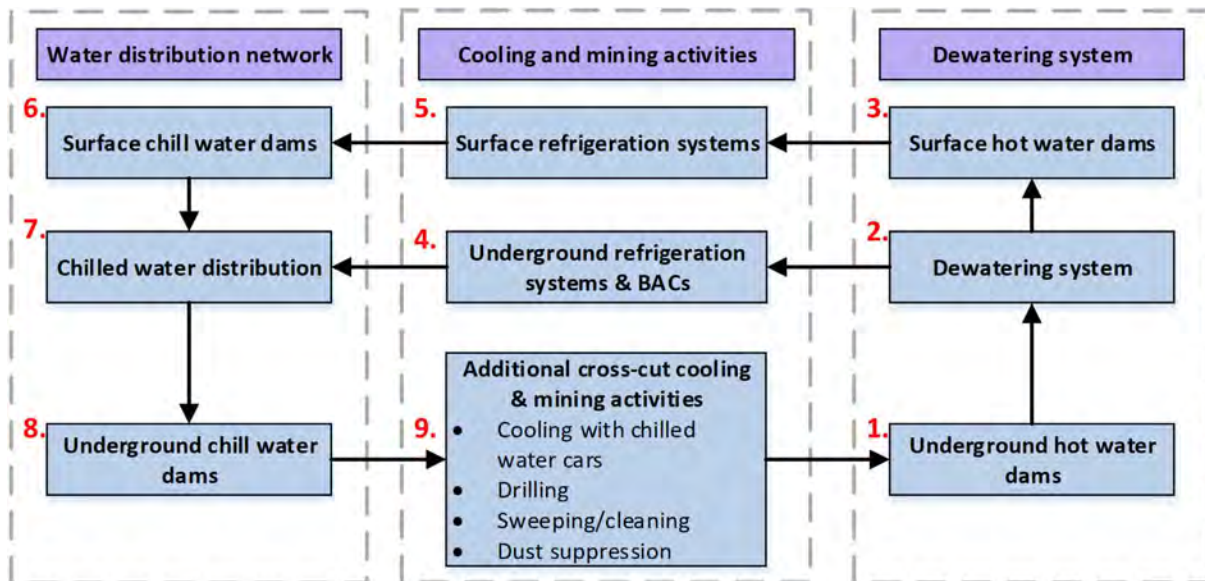 Water distribution network
Cooling and mining activities
Dewatering system
6.
Surface chill water dams
5.
Surface refrigeration systems
3.
Surface hot water dams
7.
Chilled water distribution
4.
Underground refrigeration
systems & BACs
2.
Dewatering system
8.
Underground chill water
dams
9.
Additional cross-cut cooling
& mining activities
• Cooling with chilled
water cars
• Drilling
• Sweeping/cleaning
• Dust suppression
1.
Underground hot water
dams